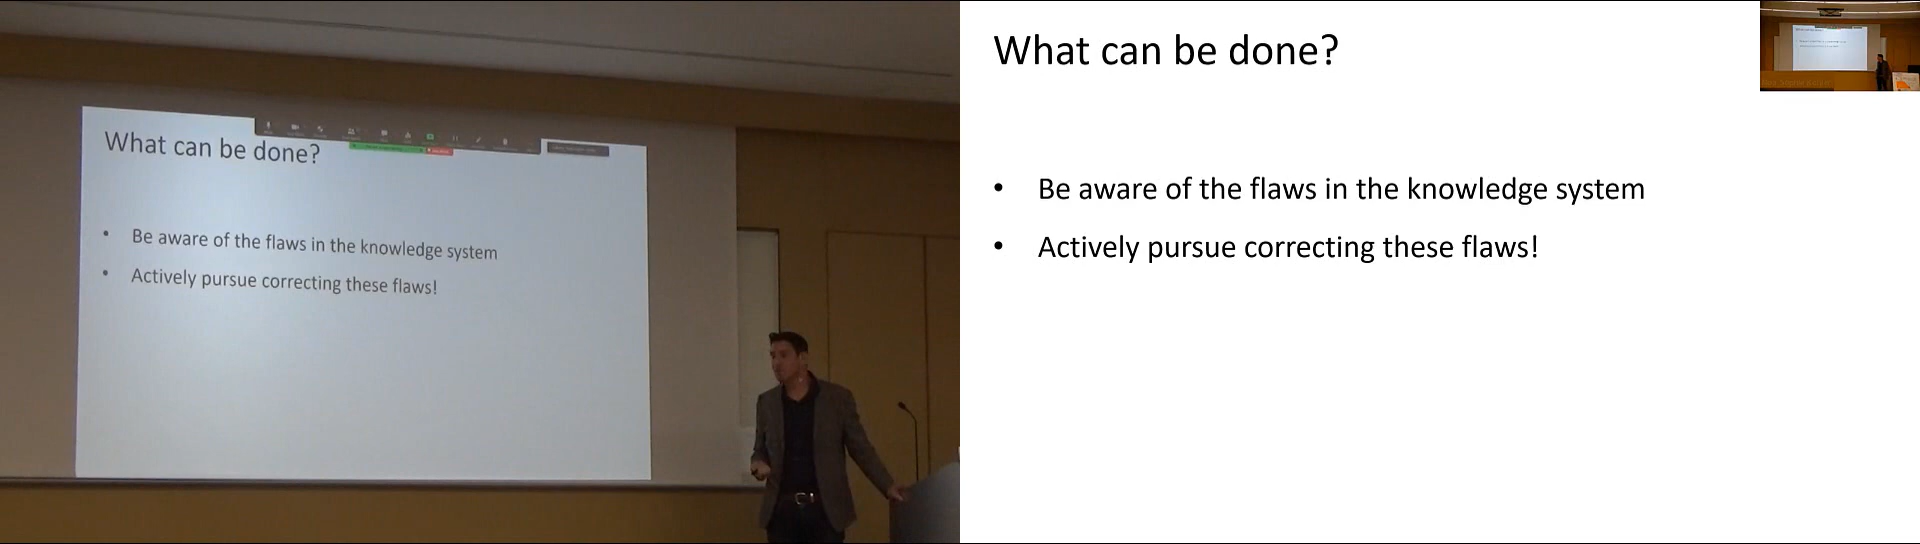 What can be done?
• Be aware of the flaws in the knowledge system
• Actively pursue correcting these flaws!
What can be done?
• Be aware of the flaws in the knowledge system
• Actively pursue correcting these flaws!